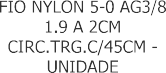 FIO NYLON 5-0 AG3/8
1.9 A 2CM
CIRC.TRG.C/45CM -
UNIDADE